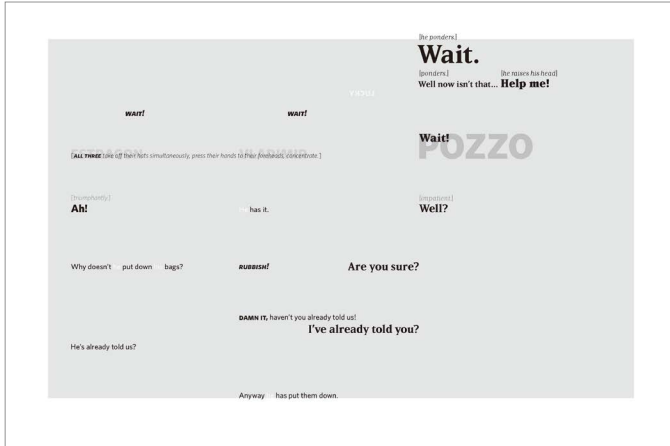 [he ponders.]
Wait.
[ponders.] [he raises his head]
Well now isn't that... Help me!
WAIT! WAIT!
Wait!
ESTRAGON VLADIMIR POZZO
[ALL THREE take off their hats simultaneously, press their hands to their foreheads, concentrate.]
[triumphantly] [impatient]
Ah! has it. Well?
Why doesn't put down bags? RUBBISH! Are you sure?
DAMN IT, haven't you already told us!
I've already told you?
He's already told us?
Anyway has put them down.